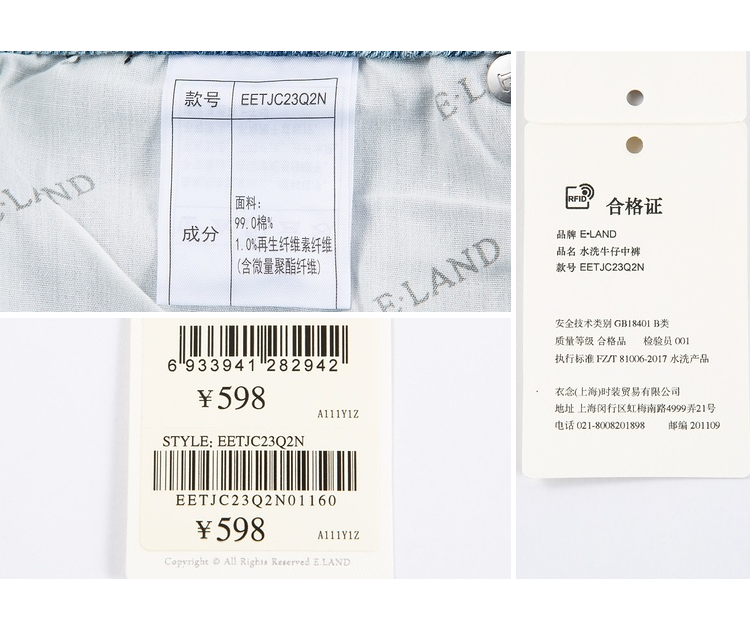 款号 EETJC23Q2N
成分
面料:
99.0棉%
1.0%再生纤维素纤维
(含微量聚酯纤维)
E·LAND
E·LAND
6 933941 282942
¥598
A111Y1Z
STYLE: EETJC23Q2N
EETJC23Q2N01160
¥598
A111Y1Z
Copyright © All Rights Reserved E.LAND
RFID
合格证
品牌 E·LAND
品名 水洗牛仔中裤
款号 EETJC23Q2N
安全技术类别 GB18401 B类
质量等级 合格品 检验员 001
执行标准 FZ/T 81006-2017 水洗产品
衣念(上海)时装贸易有限公司
地址 上海闵行区虹梅南路4999弄21号
电话 021-8008201898 邮编 201109